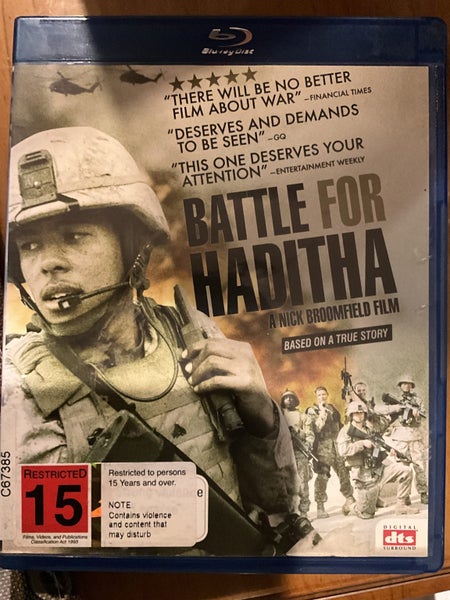 Blu-ray Disc
"THERE WILL BE NO BETTER
FILM ABOUT WAR" –FINANCIAL TIMES
"DESERVES AND DEMANDS
TO BE SEEN" –GQ
"THIS ONE DESERVES YOUR
ATTENTION" –ENTERTAINMENT WEEKLY
BATTLE FOR
HADITHA
A NICK BROOMFIELD FILM
BASED ON A TRUE STORY
C67385
RESTRICTED
15
Films, Videos, and Publications
Classification Act 1993
Restricted to persons
15 Years and over.
NOTE:
Contains violence
and content that
may disturb
DIGITAL
dts
SURROUND